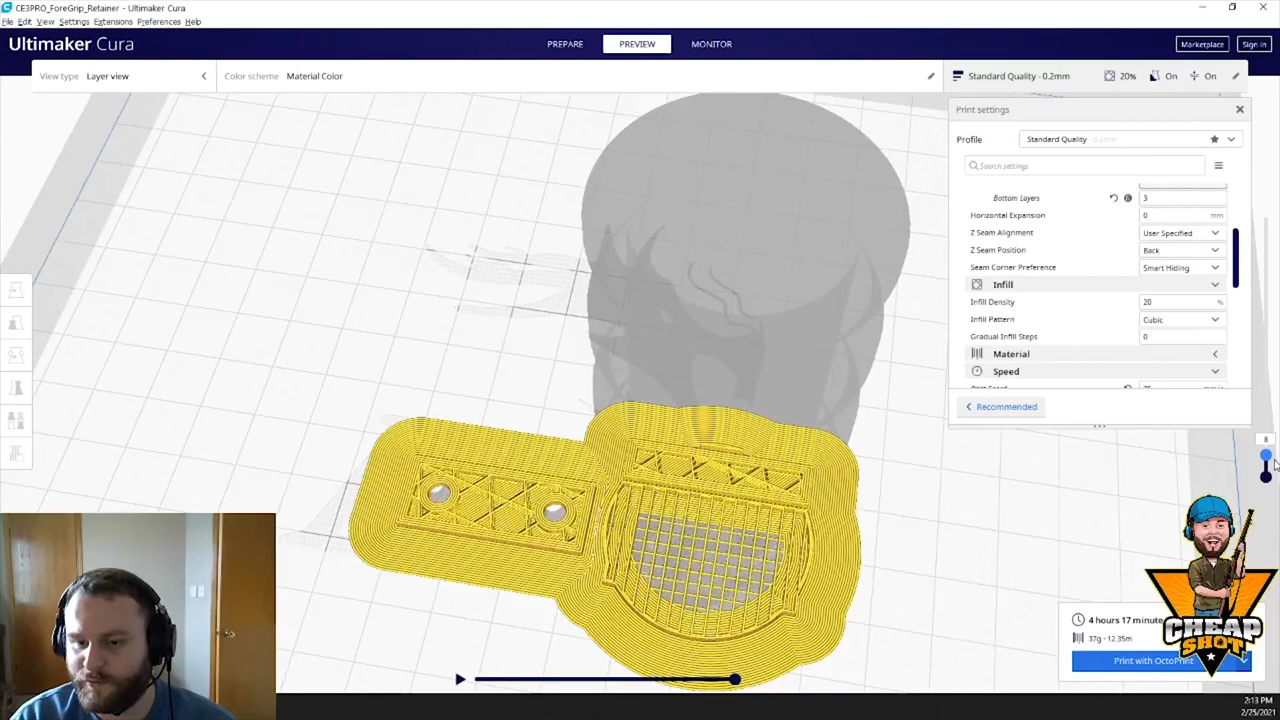 CE3PRO_ForeGrip_Retainer - Ultimaker Cura
File Edit View Settings Extensions Preferences Help
Ultimaker Cura
PREPARE PREVIEW MONITOR
Marketplace Sign in
View type Layer view
Color scheme Material Color
Standard Quality - 0.2mm 20% On On
Print settings
Profile Standard Quality 0.2mm
Search settings
Bottom Layers 3
Horizontal Expansion 0 mm
Z Seam Alignment User Specified
Z Seam Position Back
Seam Corner Preference Smart Hiding
Infill
Infill Density 20 %
Infill Pattern Cubic
Gradual Infill Steps 0
Material
Speed
Recommended
8
4 hours 17 minute
37g · 12.35m
Print with OctoPrint
CHEAP
SHOT
2:13 PM
2/25/2021